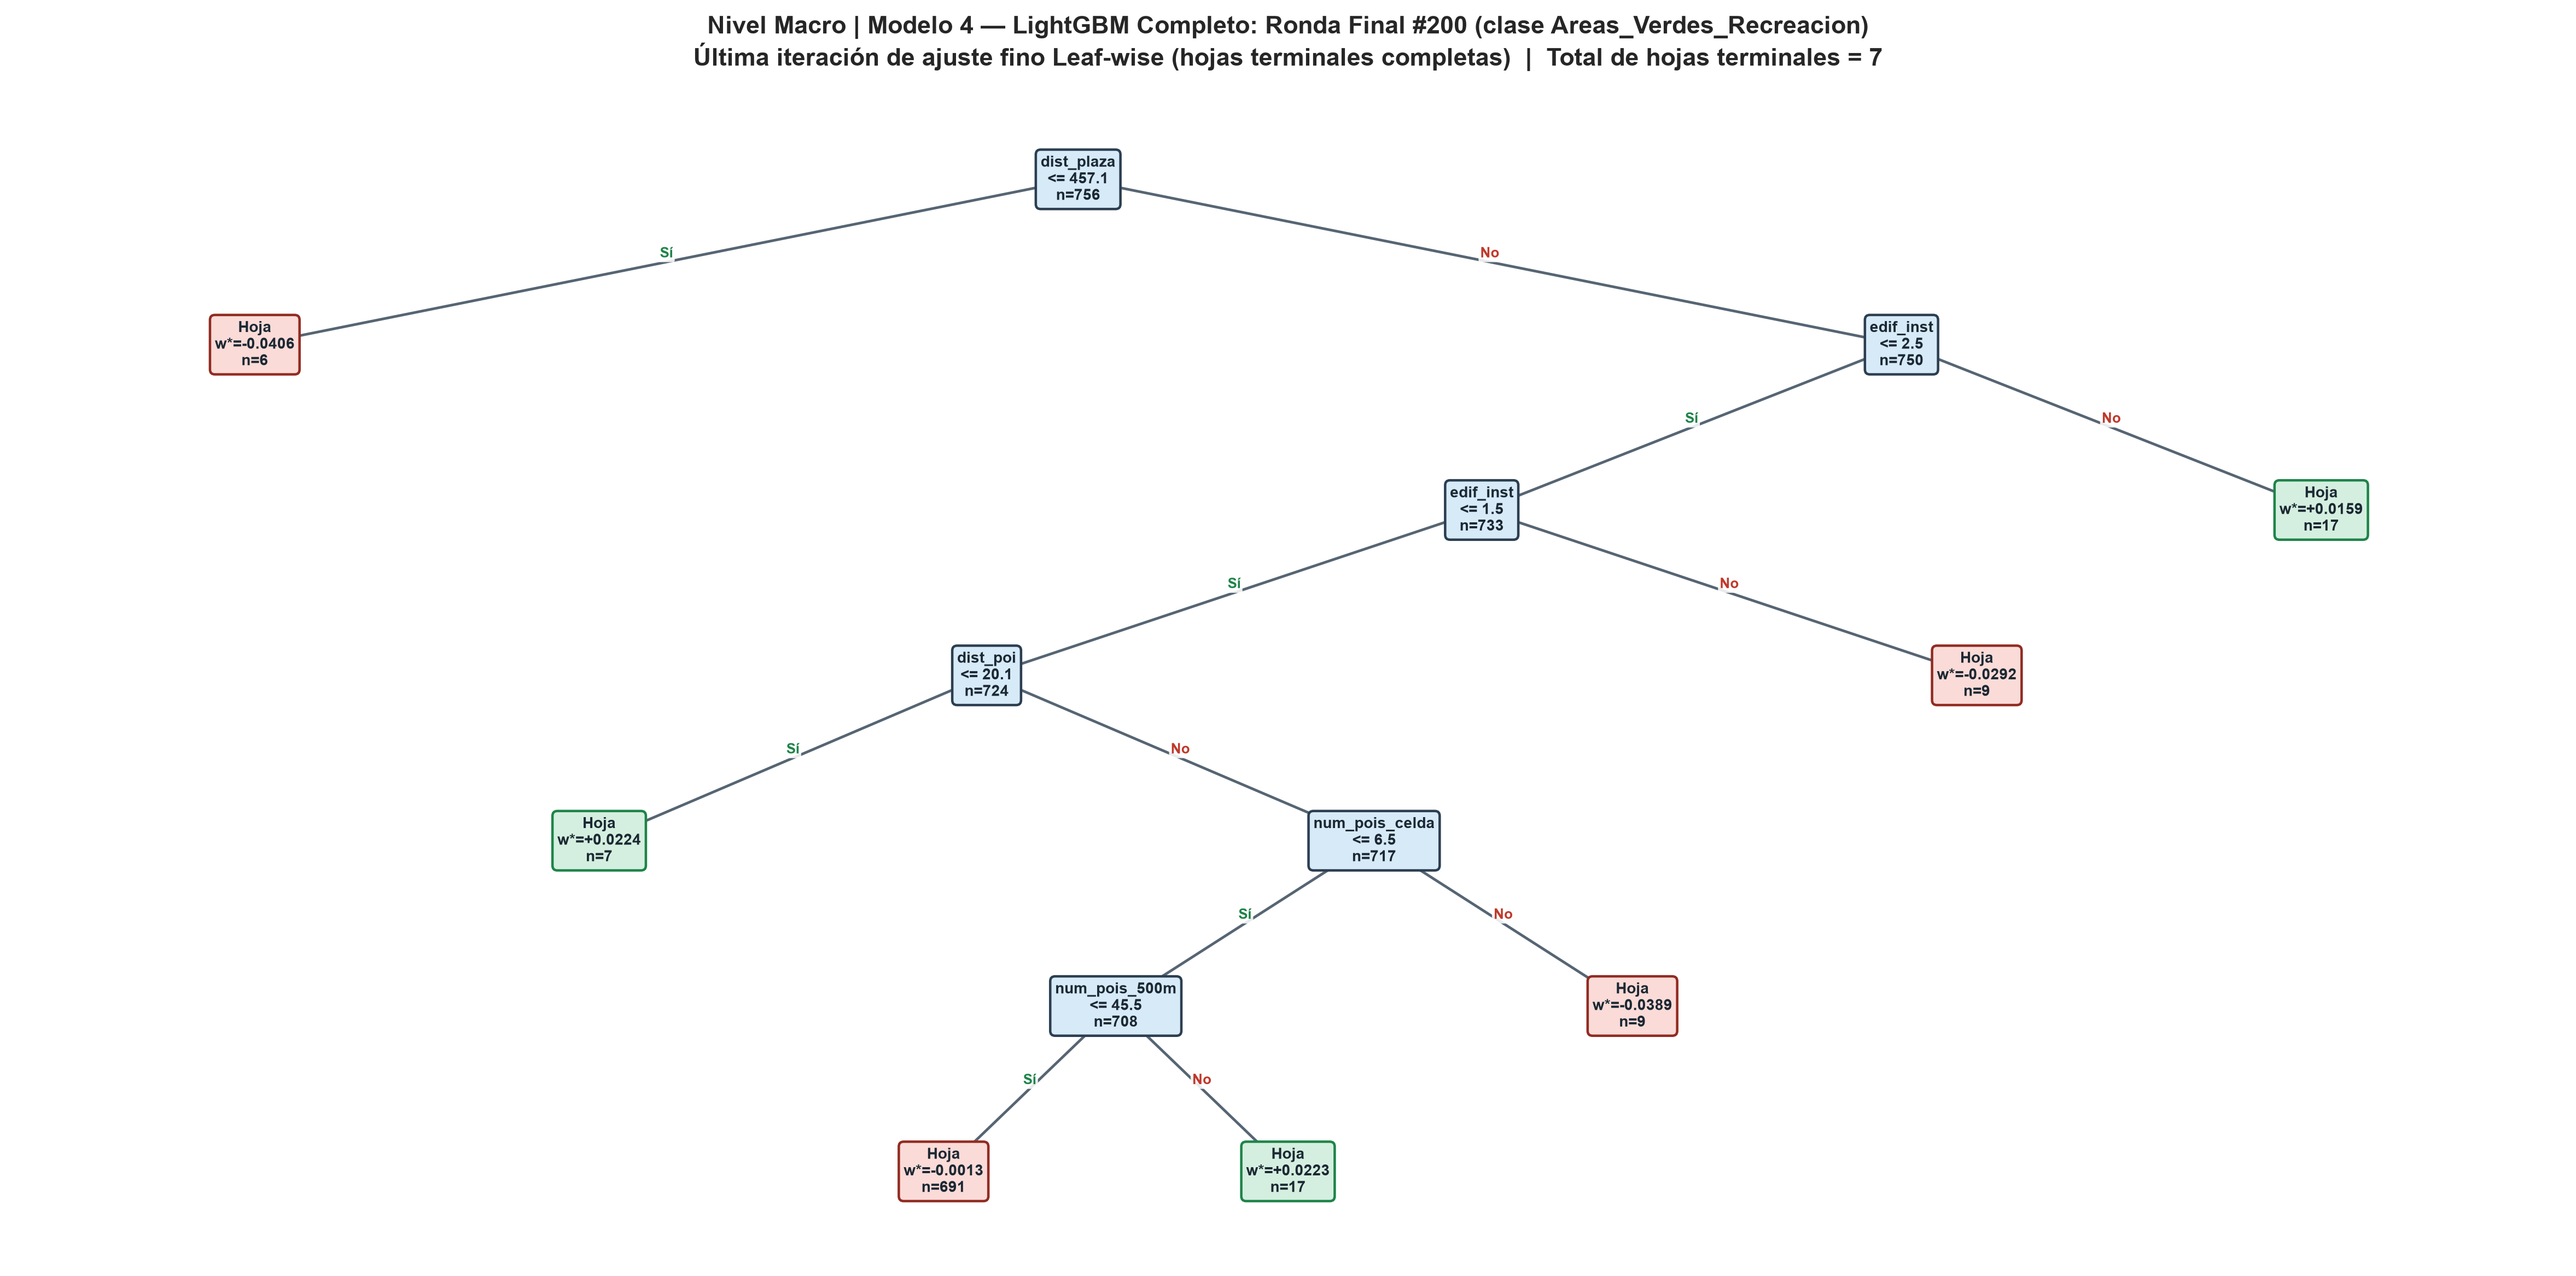 Nivel Macro | Modelo 4 — LightGBM Completo: Ronda Final #200 (clase Areas_Verdes_Recreacion)
Última iteración de ajuste fino Leaf-wise (hojas terminales completas) | Total de hojas terminales = 7
dist_plaza
<= 457.1
n=756
Sí
No
Hoja
w*=-0.0406
n=6
edif_inst
<= 2.5
n=750
Sí
No
edif_inst
<= 1.5
n=733
Hoja
w*=+0.0159
n=17
Sí
No
dist_poi
<= 20.1
n=724
Hoja
w*=-0.0292
n=9
Sí
No
Hoja
w*=+0.0224
n=7
num_pois_celda
<= 6.5
n=717
Sí
No
num_pois_500m
<= 45.5
n=708
Hoja
w*=-0.0389
n=9
Sí
No
Hoja
w*=-0.0013
n=691
Hoja
w*=+0.0223
n=17